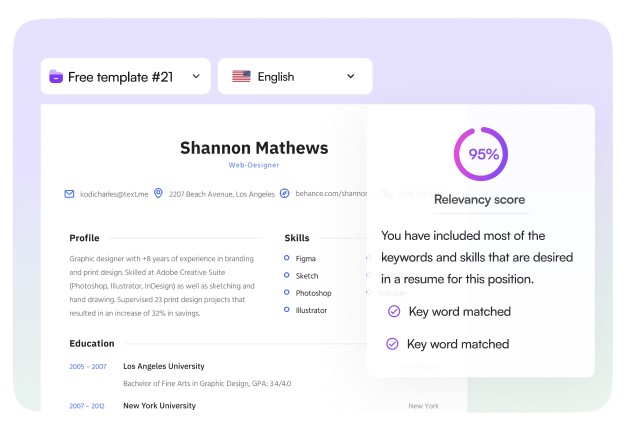 Free template #21
English
Shannon Mathews
Web-Designer
kodicharles@text.me 2207 Beach Avenue, Los Angeles behance.com/shannon
Profile
Graphic designer with +8 years of experience in branding
and print design. Skilled at Adobe Creative Suite
(Photoshop, Illustrator, InDesign) as well as sketching and
hand drawing. Supervised 23 print design projects that
resulted in an increase of 32% in savings.
Skills
Figma
Sketch
Photoshop
Illustrator
Education
2005 – 2007 Los Angeles University
Bachelor of Fine Arts in Graphic Design, GPA: 3.4/4.0
2007 – 2012 New York University New York
95%
Relevancy score
You have included most of the
keywords and skills that are desired
in a resume for this position.
Key word matched
Key word matched